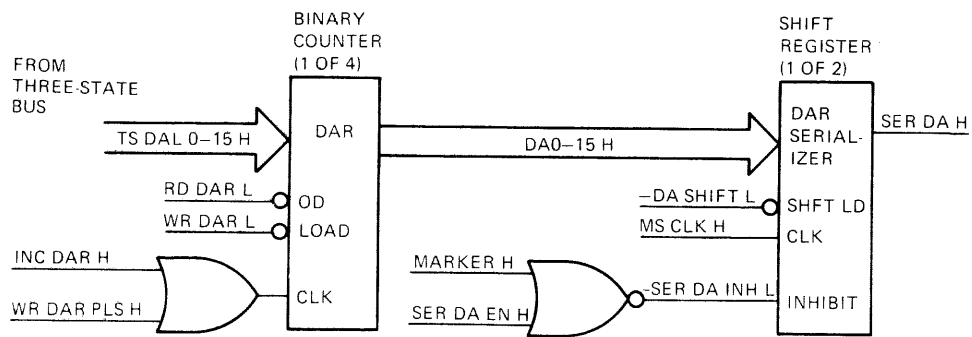 BINARY
COUNTER
(1 OF 4)
SHIFT
REGISTER
(1 OF 2)
FROM
THREE-STATE
BUS
TS DAL 0–15 H
DAR
DA0–15 H
DAR
SERIAL-
IZER
SER DA H
RD DAR L
OD
WR DAR L
LOAD
–DA SHIFT L
SHFT LD
MS CLK H
CLK
INC DAR H
WR DAR PLS H
CLK
MARKER H
SER DA EN H
–SER DA INH L
INHIBIT